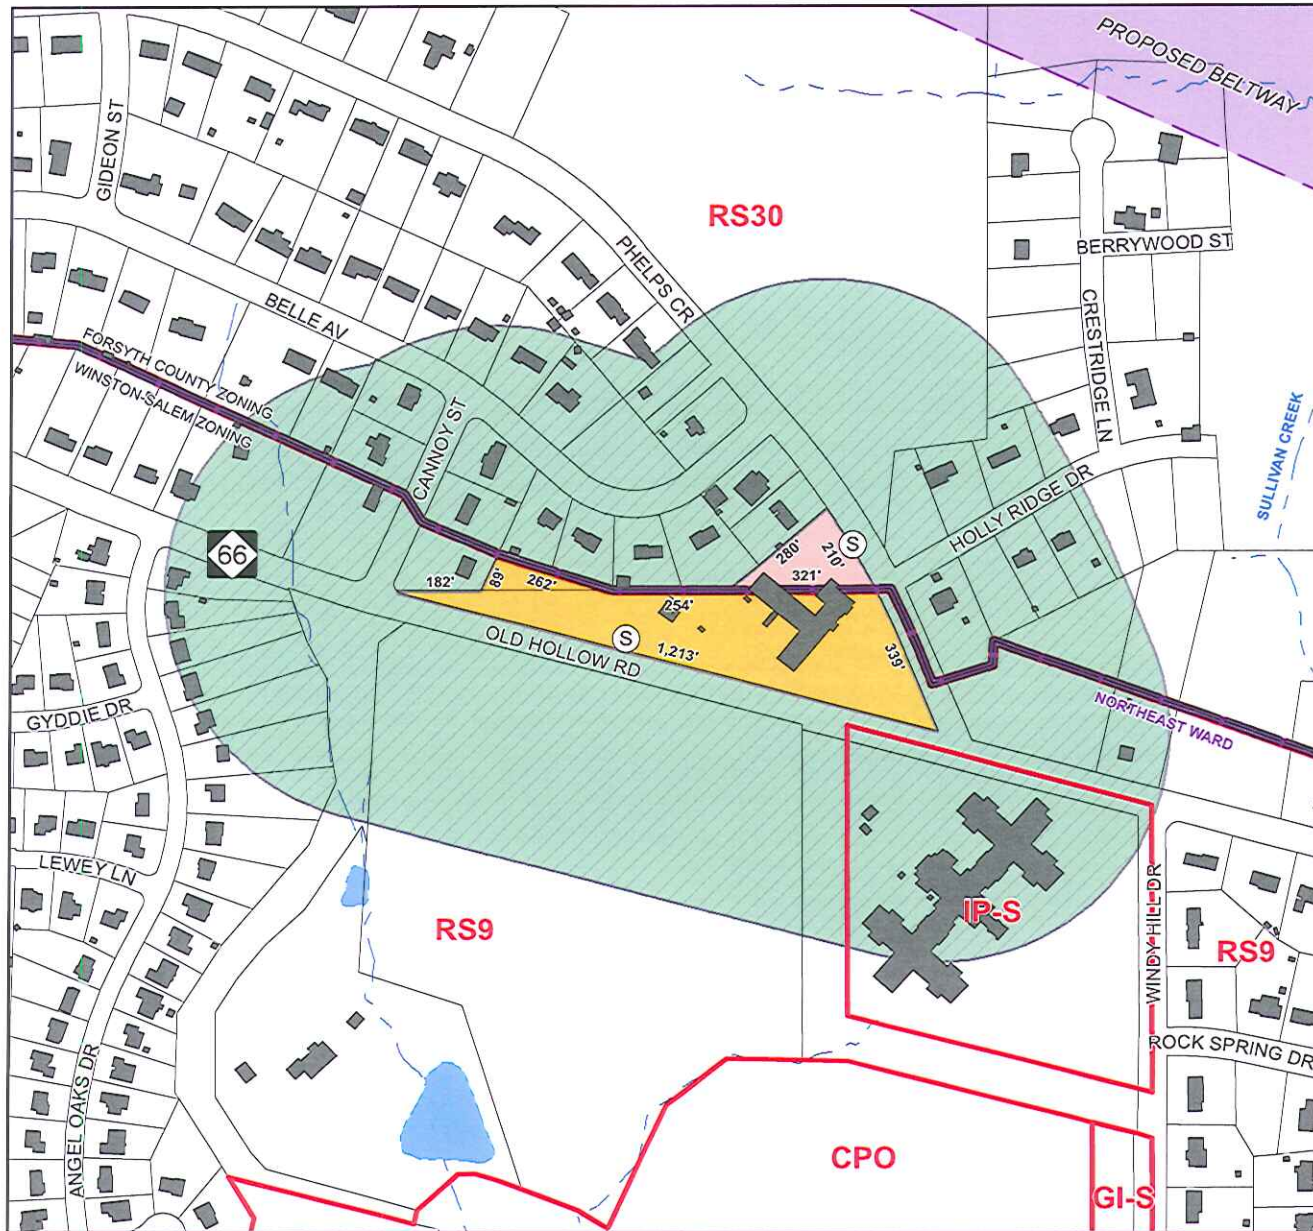 PROPOSED BELTWAY
GIDEON ST
RS30
PHELPS CR
BERRYWOOD ST
BELLE AV
CRESTRIDGE LN
FORSYTH COUNTY ZONING
WINSTON-SALEM ZONING
CANNOY ST
SULLIVAN CREEK
HOLLY RIDGE DR
66
S
280'
210'
321'
182'
89'
262'
254'
S
1,213'
339'
OLD HOLLOW RD
GYDDIE DR
NORTHEAST WARD
LEWEY LN
WINDY HILL DR
IP-S
RS9
RS9
ROCK SPRING DR
ANGEL OAKS DR
CPO
GI-S